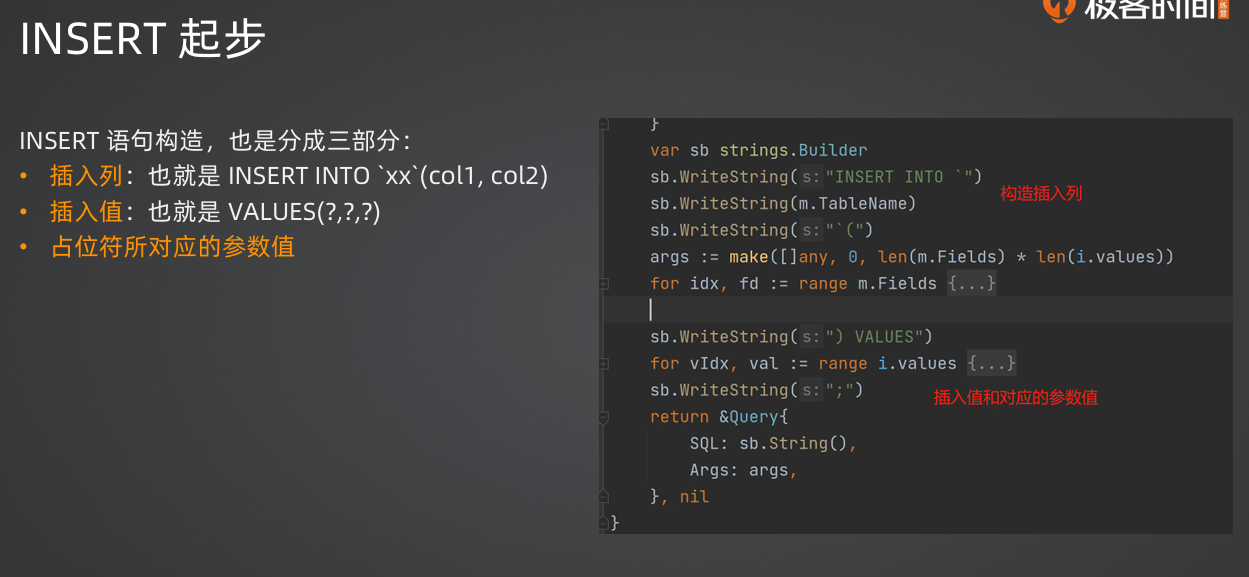 INSERT 起步
极客时间
INSERT 语句构造，也是分成三部分：
• 插入列：也就是 INSERT INTO `xx`(col1, col2)
• 插入值：也就是 VALUES(?,?,?)
• 占位符所对应的参数值
}
var sb strings.Builder
sb.WriteString( s: "INSERT INTO `")
构造插入列
sb.WriteString(m.TableName)
sb.WriteString( s: "`(")
args := make([]any, 0, len(m.Fields) * len(i.values))
for idx, fd := range m.Fields {...}
sb.WriteString( s: ") VALUES")
for vIdx, val := range i.values {...}
sb.WriteString( s: ";")
插入值和对应的参数值
return &Query{
SQL: sb.String(),
Args: args,
}, nil
}